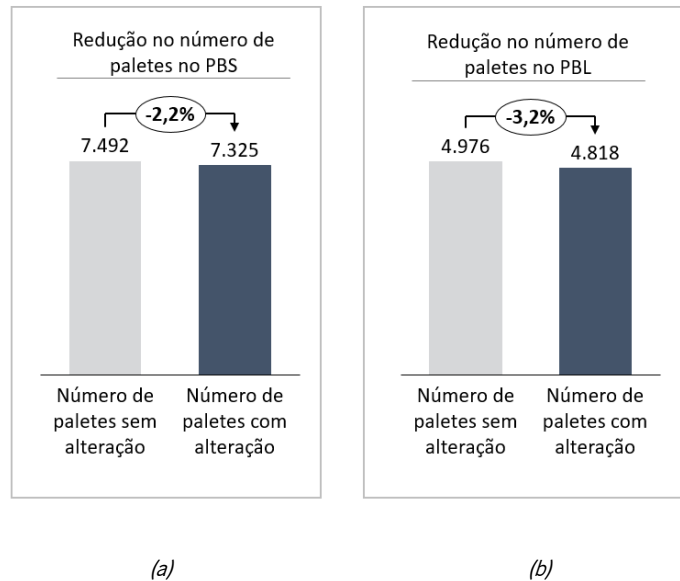 Redução no número de
paletes no PBS
-2,2%
7.492
7.325
Número de
paletes sem
alteração
Número de
paletes com
alteração
(a)
Redução no número de
paletes no PBL
-3,2%
4.976
4.818
Número de
paletes sem
alteração
Número de
paletes com
alteração
(b)